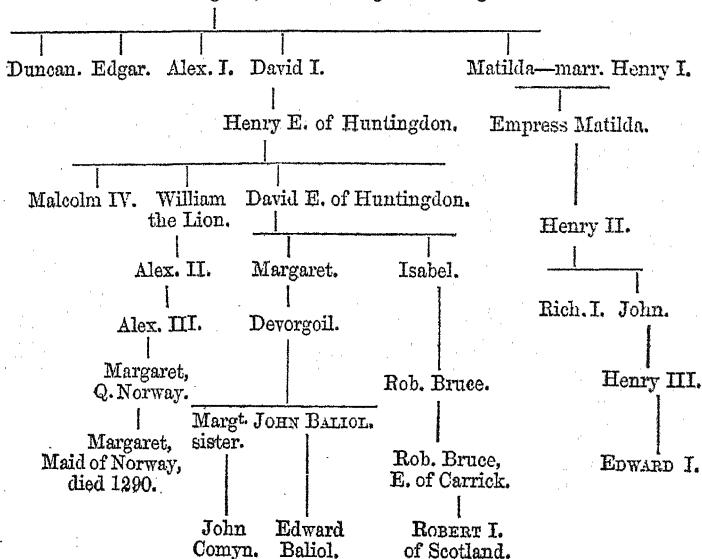 Duncan. Edgar. Alex. I. David I. Matilda—marr. Henry I.
Henry E. of Huntingdon. Empress Matilda.
Malcolm IV. William the Lion. David E. of Huntingdon.
Henry II.
Alex. II. Margaret. Isabel.
Rich. I. John.
Alex. III. Devorgoil.
Margaret,
Q. Norway.
Rob. Bruce. Henry III.
Margt. JOHN BALIOL.
sister.
Margaret,
Maid of Norway,
died 1290.
Rob. Bruce,
E. of Carrick.
EDWARD I.
John
Comyn.
Edward
Baliol.
ROBERT I.
of Scotland.